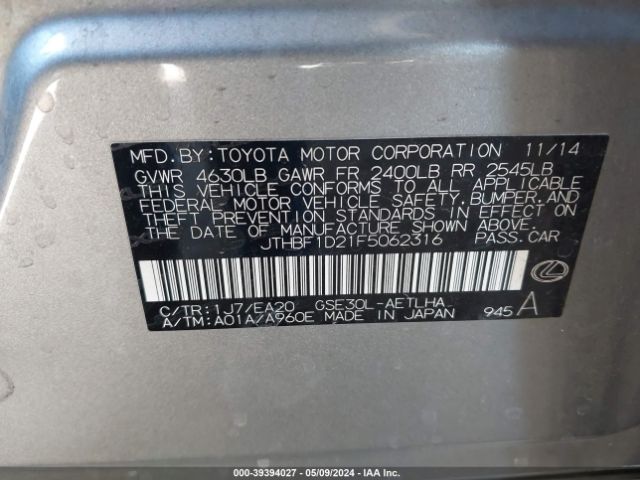 MFD. BY: TOYOTA MOTOR CORPORATION 11/14
GVWR 4630LB GAWR FR 2400LB RR 2545LB
THIS VEHICLE CONFORMS TO ALL APPLICABLE
FEDERAL MOTOR VEHICLE SAFETY, BUMPER, AND
THEFT PREVENTION STANDARDS IN EFFECT ON
THE DATE OF MANUFACTURE SHOWN ABOVE.
JTHBF1D21F5062316 PASS. CAR
C/TR: 1J7/EA20 GSE30L-AETLHA
A/TM: A01A/A960E MADE IN JAPAN 945 A
000-39394027 - 05/09/2024 - IAA Inc.